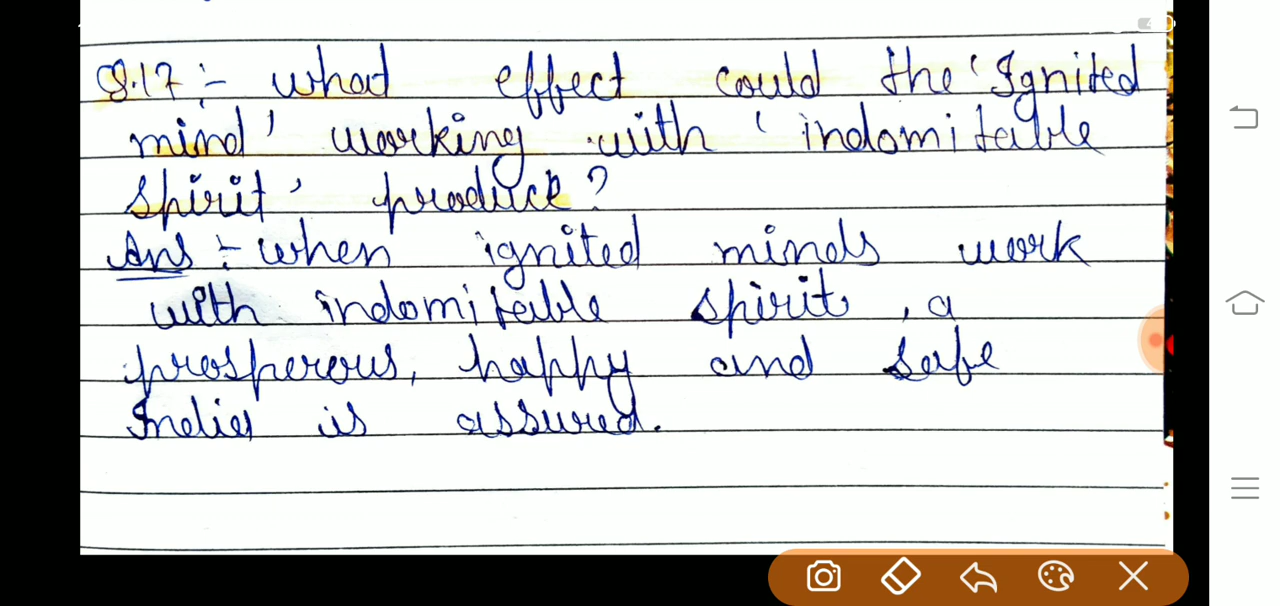 Q.17 :- what effect could the 'Ignited
mind' working with 'indomitable
spirit' produce?
Ans :- when ignited minds work
with indomitable spirit, a
prosperous, happy and safe
India is assured.